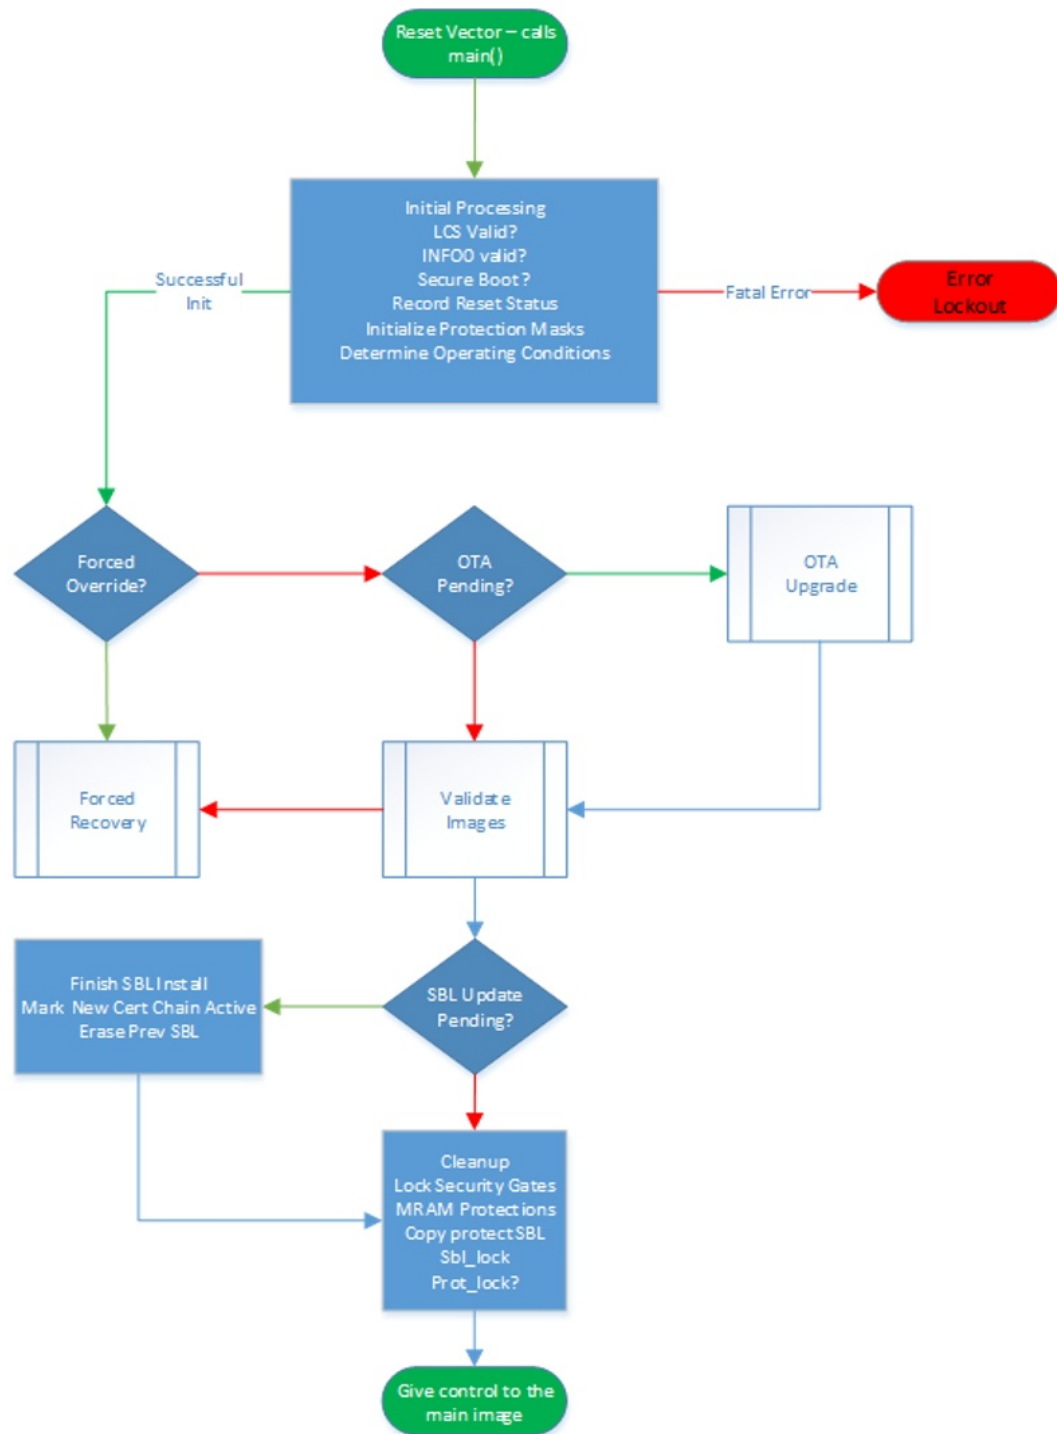 Reset Vector – calls
main()
Initial Processing
LCS Valid?
INFO0 valid?
Secure Boot?
Record Reset Status
Initialize Protection Masks
Determine Operating Conditions
Successful
Init
Fatal Error
Error
Lockout
Forced
Override?
OTA
Pending?
OTA
Upgrade
Forced
Recovery
Validate
Images
Finish SBL Install
Mark New Cert Chain Active
Erase Prev SBL
SBL Update
Pending?
Cleanup
Lock Security Gates
MRAM Protections
Copy protect SBL
Sbl_lock
Prot_lock?
Give control to the
main image